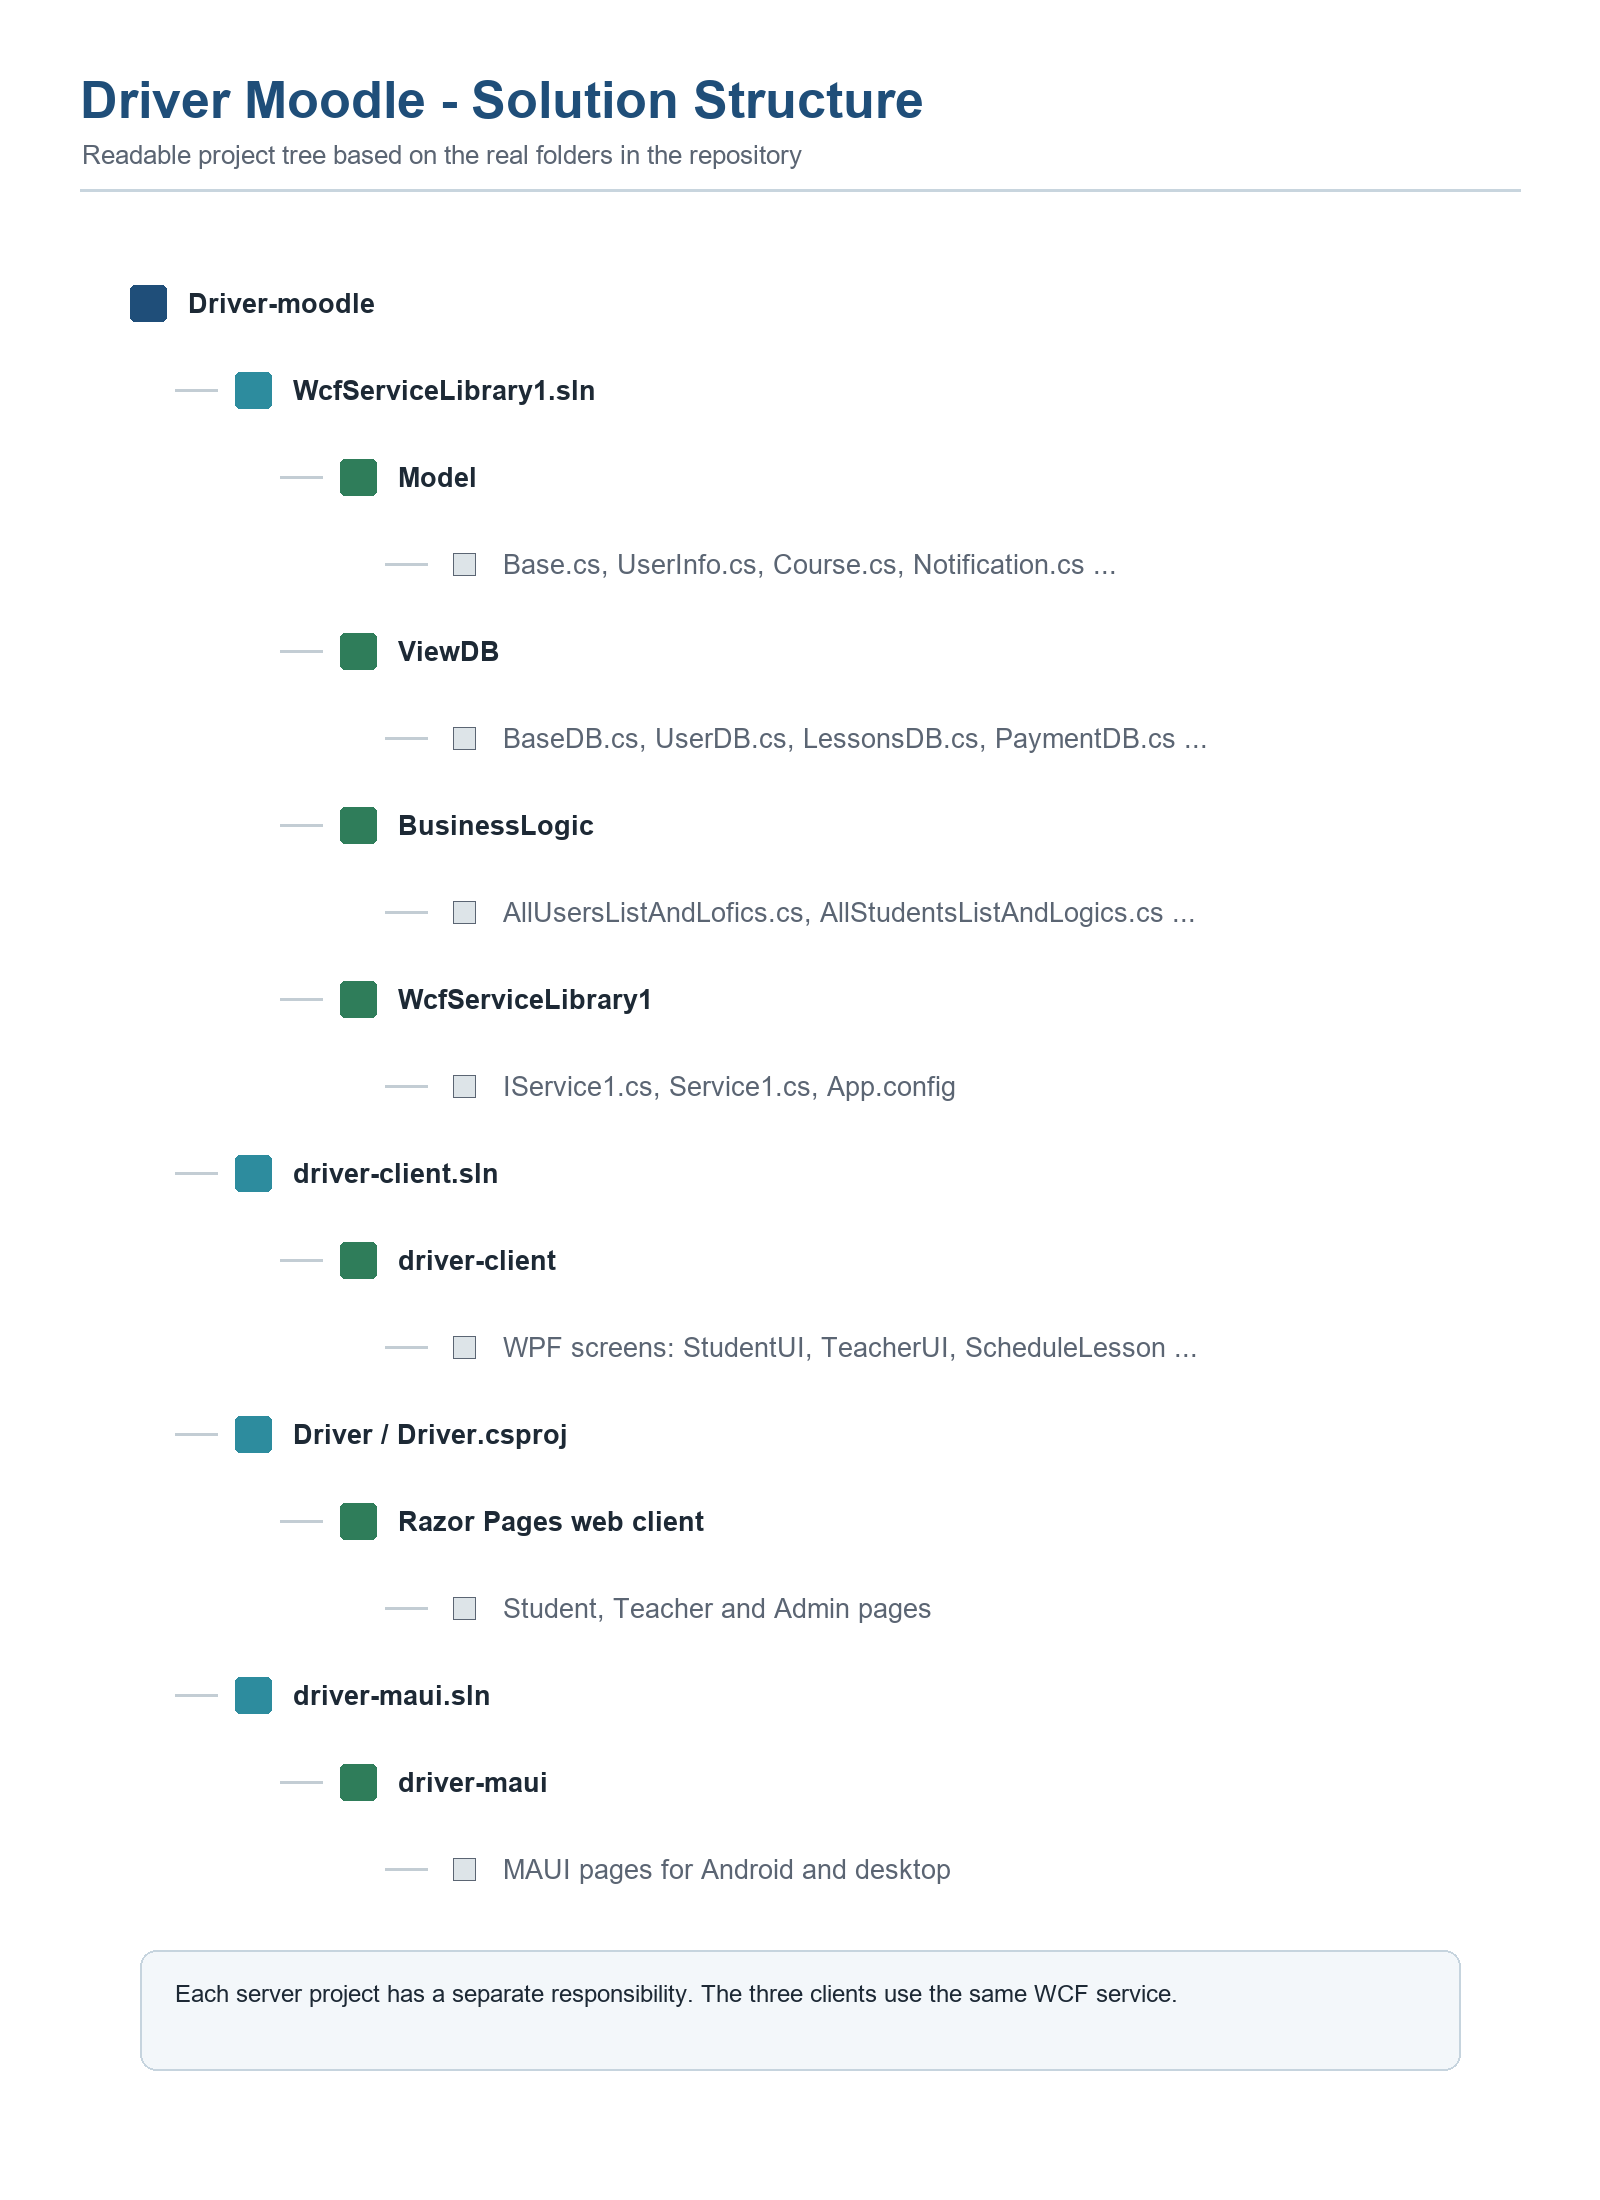 Driver Moodle - Solution Structure
Readable project tree based on the real folders in the repository
Driver-moodle
WcfServiceLibrary1.sln
Model
Base.cs, UserInfo.cs, Course.cs, Notification.cs ...
ViewDB
BaseDB.cs, UserDB.cs, LessonsDB.cs, PaymentDB.cs ...
BusinessLogic
AllUsersListAndLofics.cs, AllStudentsListAndLogics.cs ...
WcfServiceLibrary1
IService1.cs, Service1.cs, App.config
driver-client.sln
driver-client
WPF screens: StudentUI, TeacherUI, ScheduleLesson ...
Driver / Driver.csproj
Razor Pages web client
Student, Teacher and Admin pages
driver-maui.sln
driver-maui
MAUI pages for Android and desktop
Each server project has a separate responsibility. The three clients use the same WCF service.